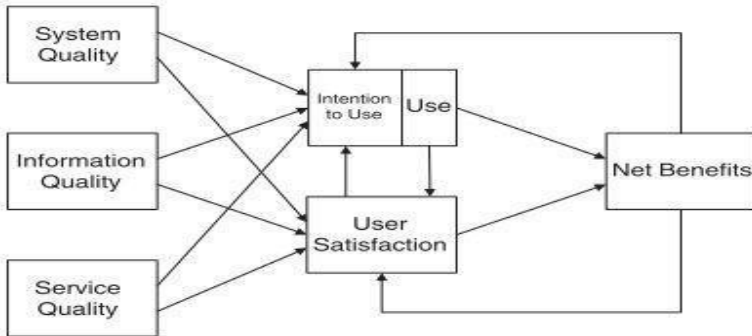 System
Quality
Intention
to Use
Use
Information
Quality
Net Benefits
User
Satisfaction
Service
Quality